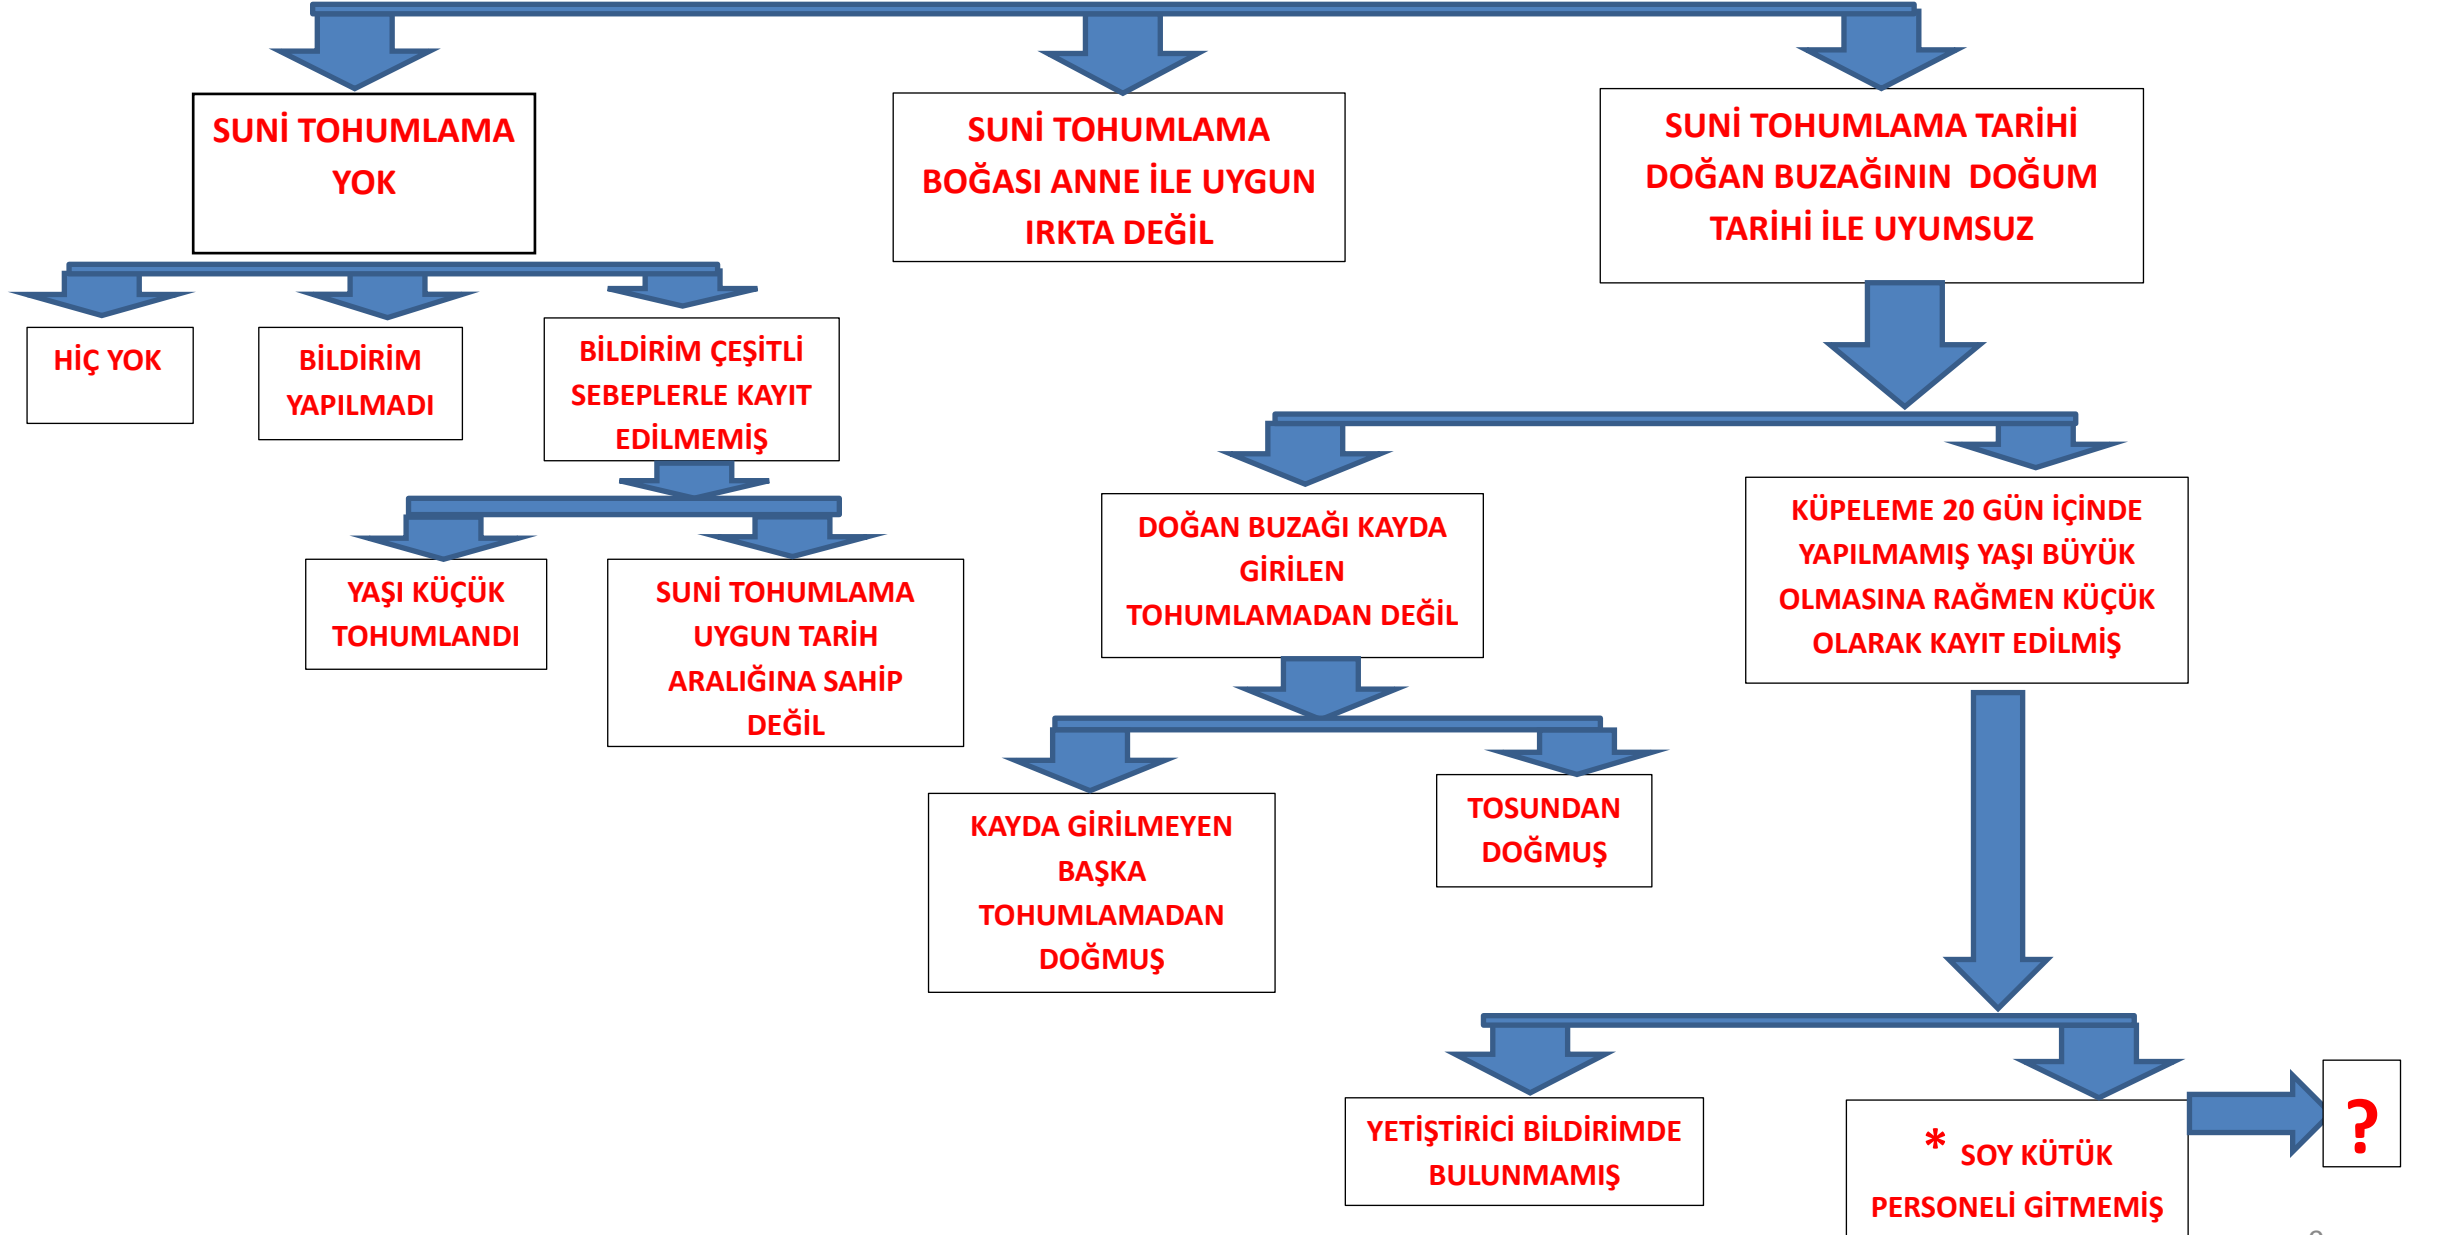 SUNİ TOHUMLAMA
YOK
SUNİ TOHUMLAMA
BOĞASI ANNE İLE UYGUN
IRKTA DEĞİL
SUNİ TOHUMLAMA TARİHİ
DOĞAN BUZAĞININ DOĞUM
TARİHİ İLE UYUMSUZ
HİÇ YOK
BİLDİRİM
YAPILMADI
BİLDİRİM ÇEŞİTLİ
SEBEPLERLE KAYIT
EDİLMEMİŞ
YAŞI KÜÇÜK
TOHUMLANDI
SUNİ TOHUMLAMA
UYGUN TARİH
ARALIĞINA SAHİP
DEĞİL
DOĞAN BUZAĞI KAYDA
GİRİLEN
TOHUMLAMADAN DEĞİL
KÜPELEME 20 GÜN İÇİNDE
YAPILMAMIŞ YAŞI BÜYÜK
OLMASINA RAĞMEN KÜÇÜK
OLARAK KAYIT EDİLMİŞ
KAYDA GİRİLMEYEN
BAŞKA
TOHUMLAMADAN
DOĞMUŞ
TOSUNDAN
DOĞMUŞ
YETİŞTİRİCİ BİLDİRİMDE
BULUNMAMIŞ
* SOY KÜTÜK
PERSONELİ GİTMEMİŞ
?